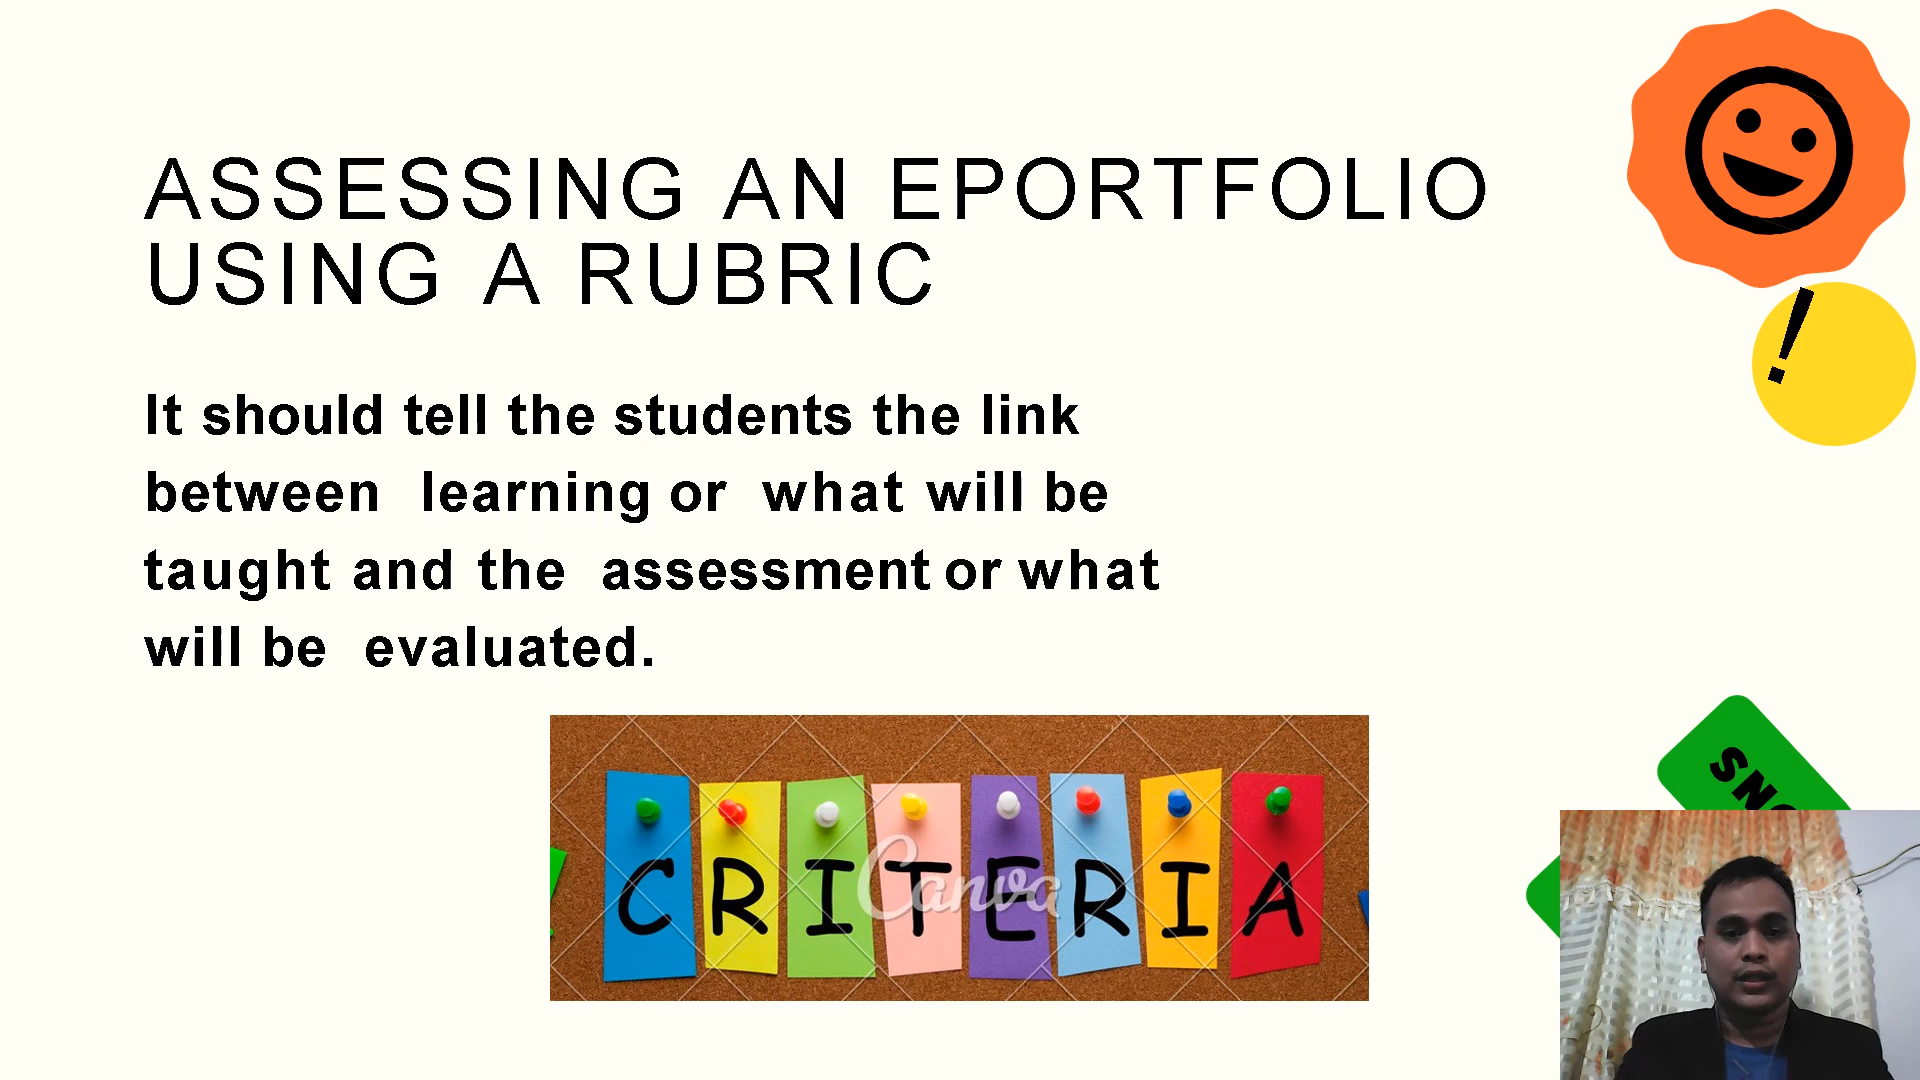 ASSESSING AN EPORTFOLIO
USING A RUBRIC
!
It should tell the students the link
between learning or what will be
taught and the assessment or what
will be evaluated.
CRITERIA
Canva